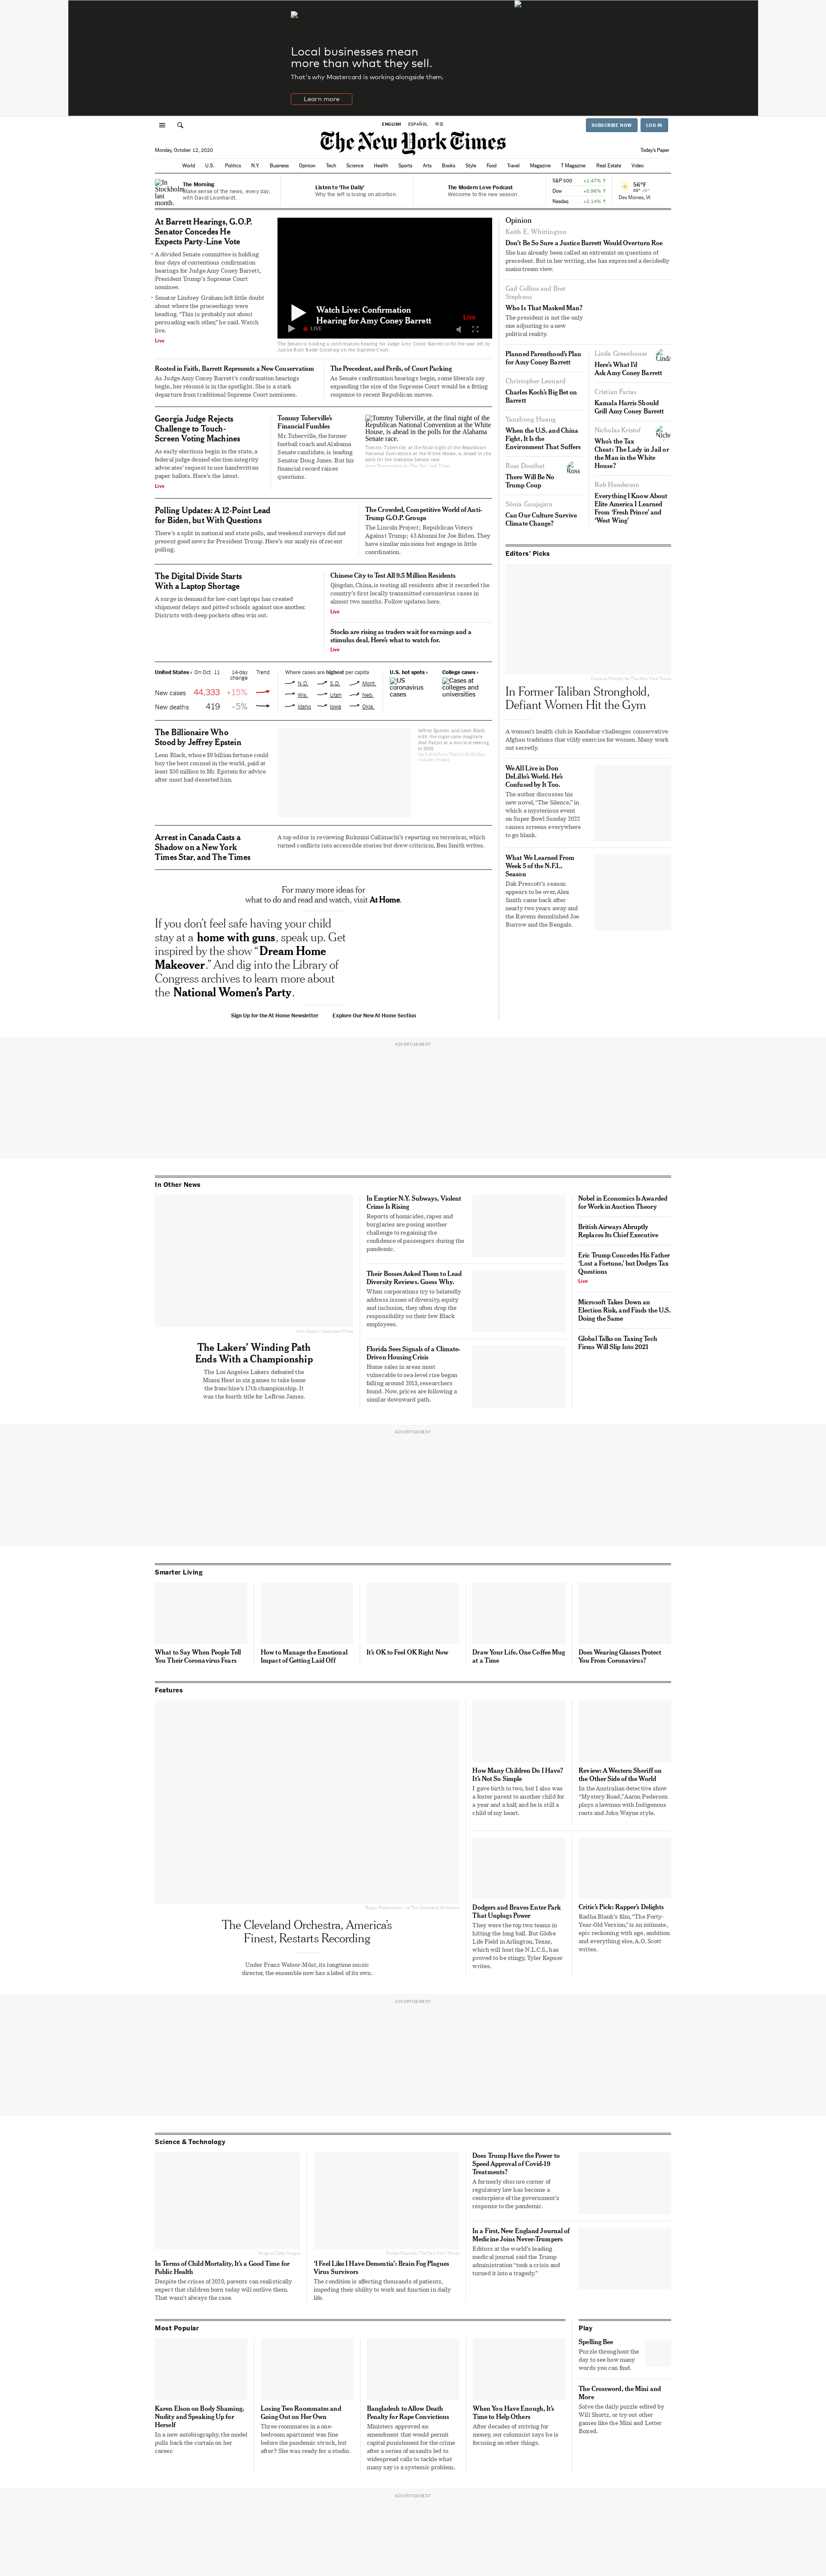 Local businesses mean
more than what they sell.
That's why Mastercard is working alongside them.
Learn more
ENGLISH ESPAÑOL 中文
SUBSCRIBE NOW LOG IN
The New York Times
Monday, October 12, 2020
Today's Paper
World U.S. Politics N.Y. Business Opinion Tech Science Health Sports Arts Books Style Food Travel Magazine T Magazine Real Estate Video
In Stockholm last month.
The Morning
Make sense of the news, every day, with David Leonhardt.
Listen to 'The Daily'
Why the left is losing on abortion.
The Modern Love Podcast
Welcome to the new season.
S&P 500 +1.47% ↑
Dow +0.96% ↑
Nasdaq +2.14% ↑
56°F
Des Moines, IA
At Barrett Hearings, G.O.P.
Senator Concedes He
Expects Party-Line Vote
A divided Senate committee is holding
four days of contentious confirmation
hearings for Judge Amy Coney Barrett,
President Trump's Supreme Court
nominee.
Senator Lindsey Graham left little doubt
about where the proceedings were
heading. "This is probably not about
persuading each other," he said. Watch
live.
Live
Watch Live: Confirmation
Hearing for Amy Coney Barrett
Live
LIVE
The Senate is holding a confirmation hearing for Judge Amy Coney Barrett to fill the seat left by
Justice Ruth Bader Ginsburg on the Supreme Court.
Rooted in Faith, Barrett Represents a New Conservatism
As Judge Amy Coney Barrett's confirmation hearings
begin, her résumé is in the spotlight. She is a stark
departure from traditional Supreme Court nominees.
The Precedent, and Perils, of Court Packing
As Senate confirmation hearings begin, some liberals say
expanding the size of the Supreme Court would be a fitting
response to recent Republican moves.
Georgia Judge Rejects
Challenge to Touch-
Screen Voting Machines
As early elections begin in the state, a
federal judge denied election-integrity
advocates' request to use handwritten
paper ballots. Here's the latest.
Live
Tommy Tuberville's
Financial Fumbles
Mr. Tuberville, the former
football coach and Alabama
Senate candidate, is leading
Senator Doug Jones. But his
financial record raises
questions.
Tommy Tuberville, at the final night of the
Republican National Convention at the White
House, is ahead in the polls for the Alabama
Senate race.
Tommy Tuberville, at the final night of the Republican
National Convention at the White House, is ahead in the
polls for the Alabama Senate race.
Polling Updates: A 12-Point Lead
for Biden, but With Questions
There's a split in national and state polls, and weekend surveys did not
present good news for President Trump. Here's our analysis of recent
polling.
The Crowded, Competitive World of Anti-
Trump G.O.P. Groups
The Lincoln Project; Republican Voters
Against Trump; 43 Alumni for Joe Biden. They
have similar missions but engage in little
coordination.
The Digital Divide Starts
With a Laptop Shortage
A surge in demand for low-cost laptops has created
shipment delays and pitted schools against one another.
Districts with deep pockets often win out.
Chinese City to Test All 9.5 Million Residents
Qingdao, China, is testing all residents after it recorded the
country's first locally transmitted coronavirus cases in
almost two months. Follow updates here.
Live
Stocks are rising as traders wait for earnings and a
stimulus deal. Here's what to watch for.
Live
United States › On Oct. 11 14-day change Trend
New cases 44,333 +15%
New deaths 419 –5%
Where cases are highest per capita
N.D. S.D. Mont.
Wis. Utah Neb.
Idaho Iowa Okla.
U.S. hot spots ›
US coronavirus cases
College cases ›
Cases at colleges and universities
The Billionaire Who
Stood by Jeffrey Epstein
Leon Black, whose $9 billion fortune could
buy the best counsel in the world, paid at
least $50 million to Mr. Epstein for advice
after most had deserted him.
Jeffrey Epstein and Leon Black
with the sugar-cane magnate
José Fanjul at a movie screening
in 2005.
Arrest in Canada Casts a
Shadow on a New York
Times Star, and The Times
A top editor is reviewing Rukmini Callimachi's reporting on terrorism, which
turned conflicts into accessible stories but drew criticism, Ben Smith writes.
For many more ideas for
what to do and read and watch, visit At Home.
If you don't feel safe having your child
stay at a home with guns, speak up. Get
inspired by the show "Dream Home
Makeover." And dig into the Library of
Congress archives to learn more about
the National Women's Party.
Sign Up for the At Home Newsletter Explore Our New At Home Section
Opinion
Keith E. Whittington
Don't Be So Sure a Justice Barrett Would Overturn Roe
She has already been called an extremist on questions of
precedent. But in her writing, she has expressed a decidedly
mainstream view.
Gail Collins and Bret
Stephens
Who Is That Masked Man?
The president is not the only
one adjusting to a new
political reality.
Planned Parenthood's Plan
for Amy Coney Barrett
Christopher Leonard
Charles Koch's Big Bet on
Barrett
Yanzhong Huang
When the U.S. and China
Fight, It Is the
Environment That Suffers
Ross Douthat
There Will Be No
Trump Coup
Ross
Sônia Guajajara
Can Our Culture Survive
Climate Change?
Linda Greenhouse
Here's What I'd
Ask Amy Coney Barrett
Cristian Farias
Kamala Harris Should
Grill Amy Coney Barrett
Nicholas Kristof
Who's the Tax
Cheat: The Lady in Jail or
the Man in the White
House?
Rob Henderson
Everything I Know About
Elite America I Learned
From 'Fresh Prince' and
'West Wing'
Editors' Picks
In Former Taliban Stronghold,
Defiant Women Hit the Gym
A women's health club in Kandahar challenges conservative
Afghan traditions that vilify exercise for women. Many work
out secretly.
We All Live in Don
DeLillo's World. He's
Confused by It Too.
The author discusses his
new novel, "The Silence," in
which a mysterious event
on Super Bowl Sunday 2022
causes screens everywhere
to go blank.
What We Learned From
Week 5 of the N.F.L.
Season
Dak Prescott's season
appears to be over, Alex
Smith came back after
nearly two years away and
the Ravens demolished Joe
Burrow and the Bengals.
ADVERTISEMENT
In Other News
The Lakers' Winding Path
Ends With a Championship
The Los Angeles Lakers defeated the
Miami Heat in six games to take home
the franchise's 17th championship. It
was the fourth title for LeBron James.
In Emptier N.Y. Subways, Violent
Crime Is Rising
Reports of homicides, rapes and
burglaries are posing another
challenge to regaining the
confidence of passengers during the
pandemic.
Their Bosses Asked Them to Lead
Diversity Reviews. Guess Why.
When corporations try to belatedly
address issues of diversity, equity
and inclusion, they often drop the
responsibility on their few Black
employees.
Florida Sees Signals of a Climate-
Driven Housing Crisis
Home sales in areas most
vulnerable to sea-level rise began
falling around 2013, researchers
found. Now, prices are following a
similar downward path.
Nobel in Economics Is Awarded
for Work in Auction Theory
British Airways Abruptly
Replaces Its Chief Executive
Eric Trump Concedes His Father
'Lost a Fortune,' but Dodges Tax
Questions
Live
Microsoft Takes Down an
Election Risk, and Finds the U.S.
Doing the Same
Global Talks on Taxing Tech
Firms Will Slip Into 2021
ADVERTISEMENT
Smarter Living
What to Say When People Tell
You Their Coronavirus Fears
How to Manage the Emotional
Impact of Getting Laid Off
It's OK to Feel OK Right Now
Draw Your Life, One Coffee Mug
at a Time
Does Wearing Glasses Protect
You From Coronavirus?
Features
The Cleveland Orchestra, America's
Finest, Restarts Recording
Under Franz Welser-Möst, its longtime music
director, the ensemble now has a label of its own.
How Many Children Do I Have?
It's Not So Simple
I gave birth to two, but I also was
a foster parent to another child for
a year and a half, and he is still a
child of my heart.
Review: A Western Sheriff on
the Other Side of the World
In the Australian detective show
"Mystery Road," Aaron Pedersen
plays a lawman with Indigenous
roots and John Wayne style.
Dodgers and Braves Enter Park
That Unplugs Power
They were the top two teams in
hitting the long ball. But Globe
Life Field in Arlington, Texas,
which will host the N.L.C.S., has
proved to be stingy, Tyler Kepner
writes.
Critic's Pick: Rapper's Delights
Radha Blank's film, "The Forty-
Year-Old Version," is an intimate,
epic reckoning with age, ambition
and everything else, A.O. Scott
writes.
ADVERTISEMENT
Science & Technology
In Terms of Child Mortality, It's a Good Time for
Public Health
Despite the crises of 2020, parents can realistically
expect that children born today will outlive them.
That wasn't always the case.
'I Feel Like I Have Dementia': Brain Fog Plagues
Virus Survivors
The condition is affecting thousands of patients,
impeding their ability to work and function in daily
life.
Does Trump Have the Power to
Speed Approval of Covid-19
Treatments?
A formerly obscure corner of
regulatory law has become a
centerpiece of the government's
response to the pandemic.
In a First, New England Journal of
Medicine Joins Never-Trumpers
Editors at the world's leading
medical journal said the Trump
administration "took a crisis and
turned it into a tragedy."
Most Popular
Karen Elson on Body Shaming,
Nudity and Speaking Up for
Herself
In a new autobiography, the model
pulls back the curtain on her
career.
Losing Two Roommates and
Going Out on Her Own
Three roommates in a one-
bedroom apartment was fine
before the pandemic struck, but
after? She was ready for a studio.
Bangladesh to Allow Death
Penalty for Rape Convictions
Ministers approved an
amendment that would permit
capital punishment for the crime
after a series of assaults led to
widespread calls to tackle what
many say is a systemic problem.
When You Have Enough, It's
Time to Help Others
After decades of striving for
money, our columnist says he is
focusing on other things.
Play
Spelling Bee
Puzzle throughout the
day to see how many
words you can find.
The Crossword, the Mini and
More
Solve the daily puzzle edited by
Will Shortz, or try out other
games like the Mini and Letter
Boxed.
ADVERTISEMENT